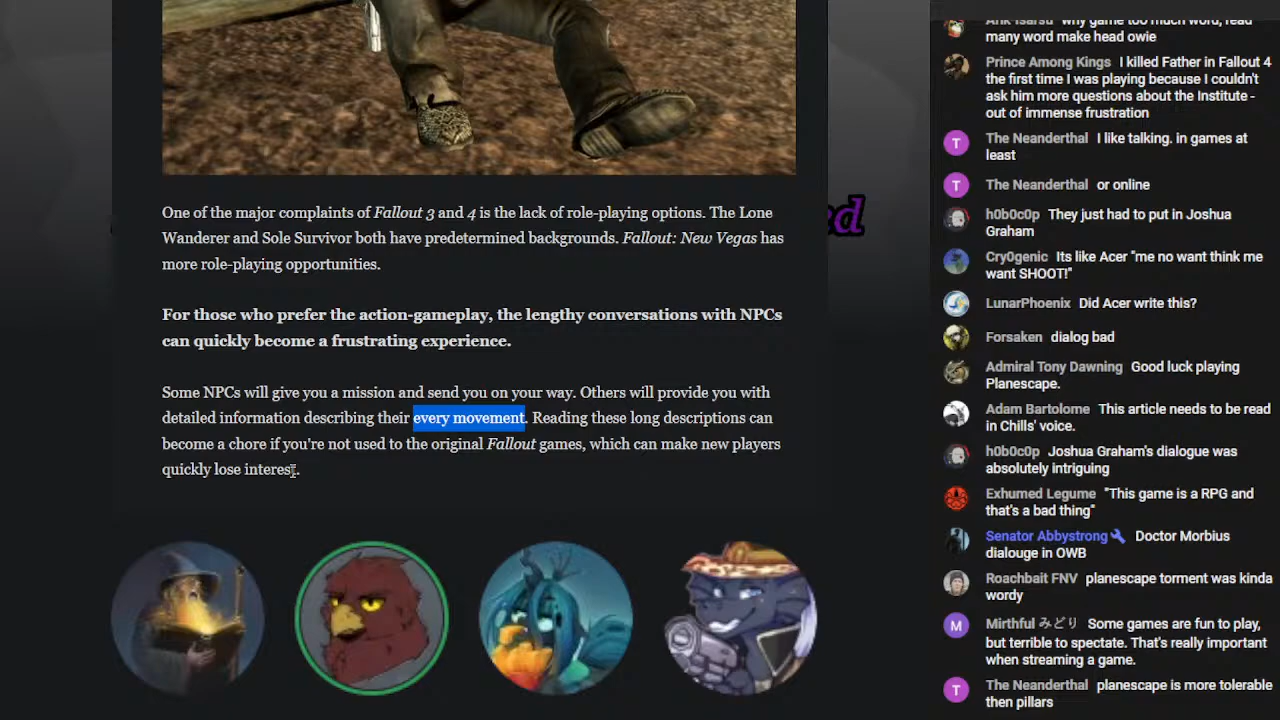 One of the major complaints of Fallout 3 and 4 is the lack of role-playing options. The Lone
Wanderer and Sole Survivor both have predetermined backgrounds. Fallout: New Vegas has
more role-playing opportunities.
For those who prefer the action-gameplay, the lengthy conversations with NPCs
can quickly become a frustrating experience.
Some NPCs will give you a mission and send you on your way. Others will provide you with
detailed information describing their every movement. Reading these long descriptions can
become a chore if you're not used to the original Fallout games, which can make new players
quickly lose interest.
ed
why game too much word, read
many word make head owie
Prince Among Kings I killed Father in Fallout 4
the first time I was playing because I couldn't
ask him more questions about the Institute -
out of immense frustration
T The Neanderthal I like talking. in games at
least
T The Neanderthal or online
h0b0c0p They just had to put in Joshua
Graham
Cry0genic Its like Acer "me no want think me
want SHOOT!"
LunarPhoenix Did Acer write this?
Forsaken dialog bad
Admiral Tony Dawning Good luck playing
Planescape.
Adam Bartolome This article needs to be read
in Chills' voice.
h0b0c0p Joshua Graham's dialogue was
absolutely intriguing
Exhumed Legume "This game is a RPG and
that's a bad thing"
Senator Abbystrong Doctor Morbius
dialouge in OWB
Roachbait FNV planescape torment was kinda
wordy
M Mirthful みどり Some games are fun to play,
but terrible to spectate. That's really important
when streaming a game.
T The Neanderthal planescape is more tolerable
then pillars